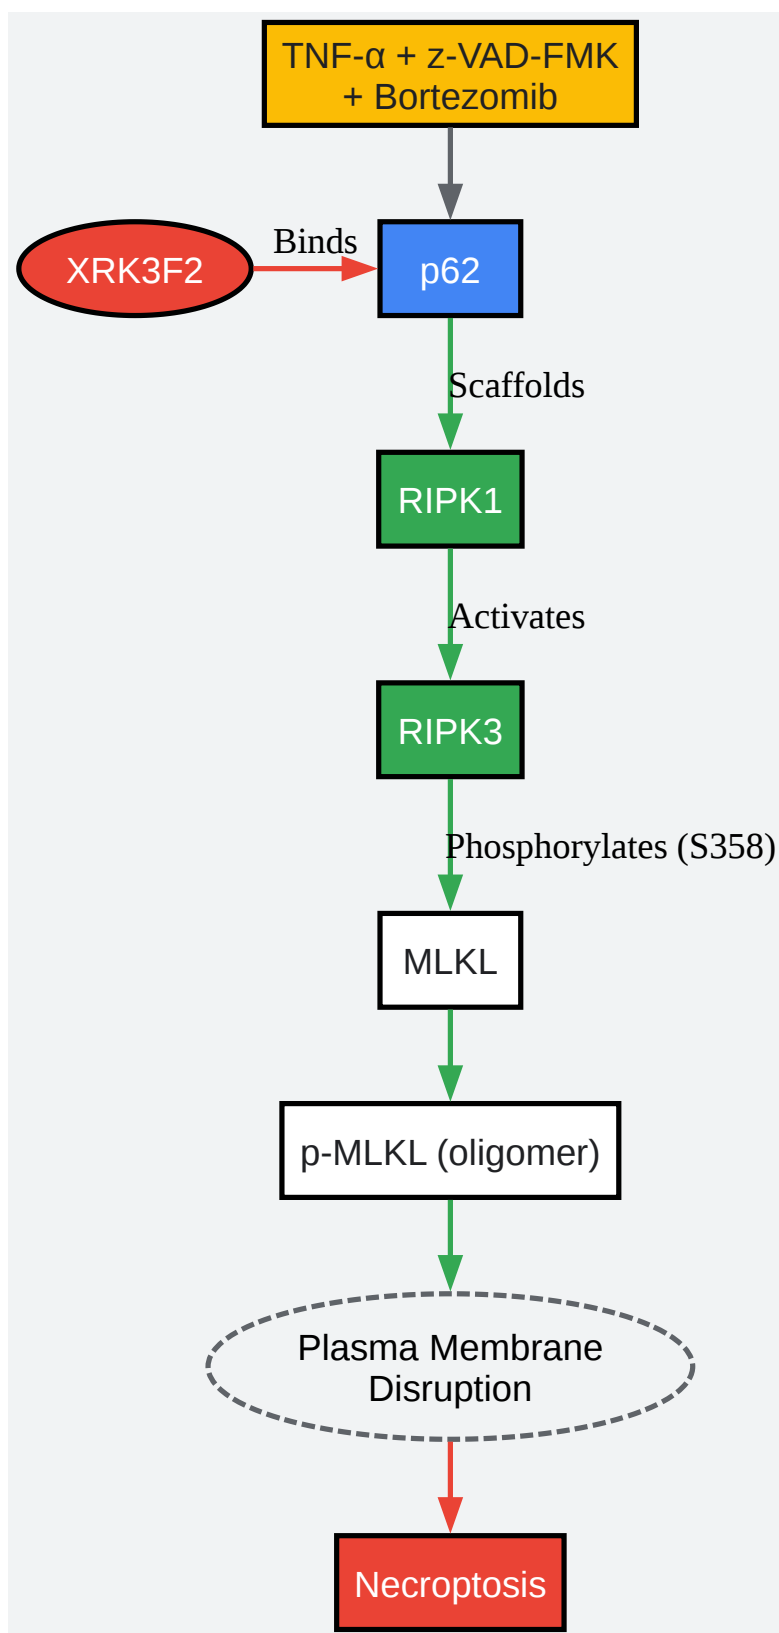 TNF-α + z-VAD-FMK
+ Bortezomib
Binds
XRK3F2
p62
Scaffolds
RIPK1
Activates
RIPK3
Phosphorylates (S358)
MLKL
p-MLKL (oligomer)
Plasma Membrane
Disruption
Necroptosis